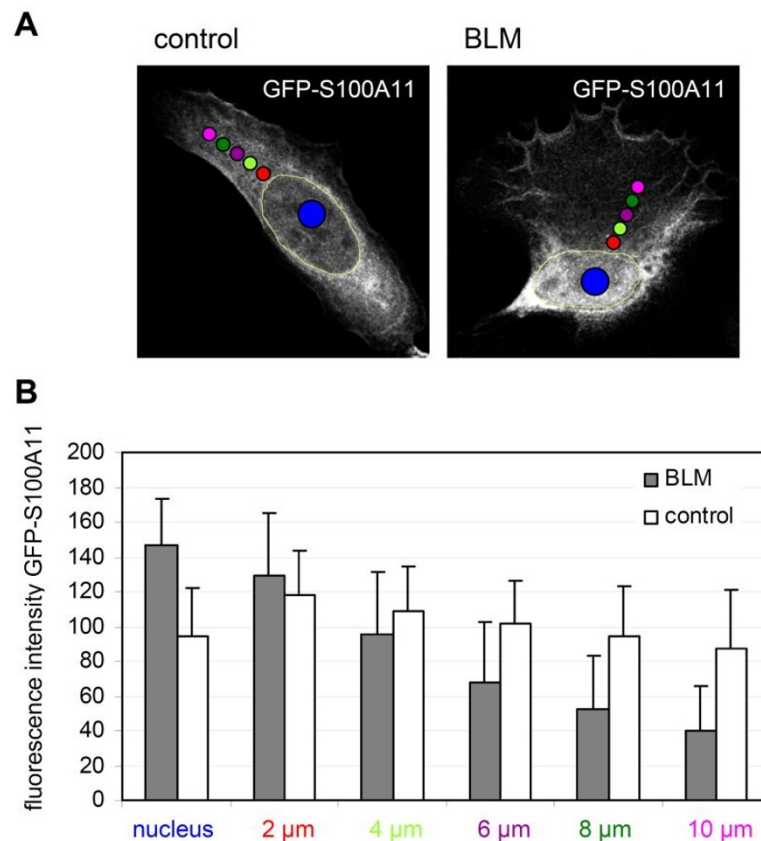 A
control
BLM
GFP-S100A11
GFP-S100A11
B
fluorescence intensity GFP-S100A11
200
180
160
140
120
100
80
60
40
20
0
BLM
control
nucleus
2 μm
4 μm
6 μm
8 μm
10 μm